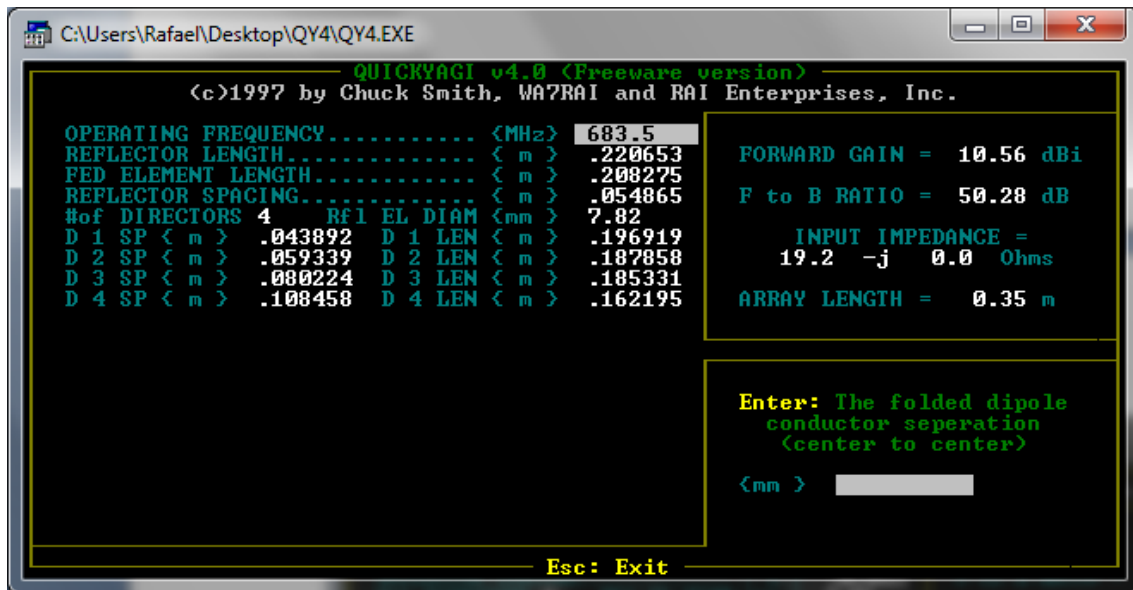 C:\Users\Rafael\Desktop\QY4\QY4.EXE
QUICKYAGI v4.0 (Freeware version)
(c)1997 by Chuck Smith, WA7RAI and RAI Enterprises, Inc.
OPERATING FREQUENCY............ {MHz} 683.5
REFLECTOR LENGTH............... { m } .220653
FED ELEMENT LENGTH............. { m } .208275
REFLECTOR SPACING.............. { m } .054865
#of DIRECTORS 4 Rfl EL DIAM {mm } 7.82
D 1 SP { m } .043892 D 1 LEN { m } .196919
D 2 SP { m } .059339 D 2 LEN { m } .187858
D 3 SP { m } .080224 D 3 LEN { m } .185331
D 4 SP { m } .108458 D 4 LEN { m } .162195
FORWARD GAIN = 10.56 dBi
F to B RATIO = 50.28 dB
INPUT IMPEDANCE =
19.2 -j 0.0 Ohms
ARRAY LENGTH = 0.35 m
Enter: The folded dipole
conductor seperation
(center to center)
{mm }
Esc: Exit